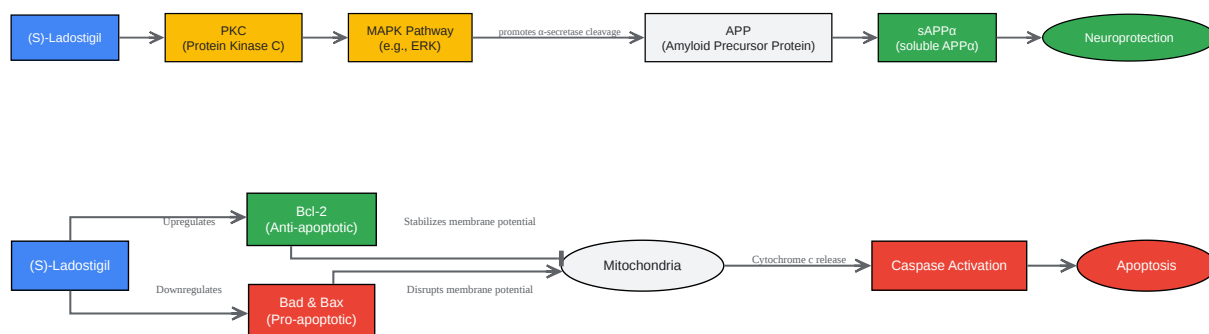 (S)-Ladostigil
PKC
(Protein Kinase C)
MAPK Pathway
(e.g., ERK)
promotes α-secretase cleavage
APP
(Amyloid Precursor Protein)
sAPPα
(soluble APPα)
Neuroprotection
(S)-Ladostigil
Upregulates
Bcl-2
(Anti-apoptotic)
Stabilizes membrane potential
Downregulates
Bad & Bax
(Pro-apoptotic)
Disrupts membrane potential
Mitochondria
Cytochrome c release
Caspase Activation
Apoptosis